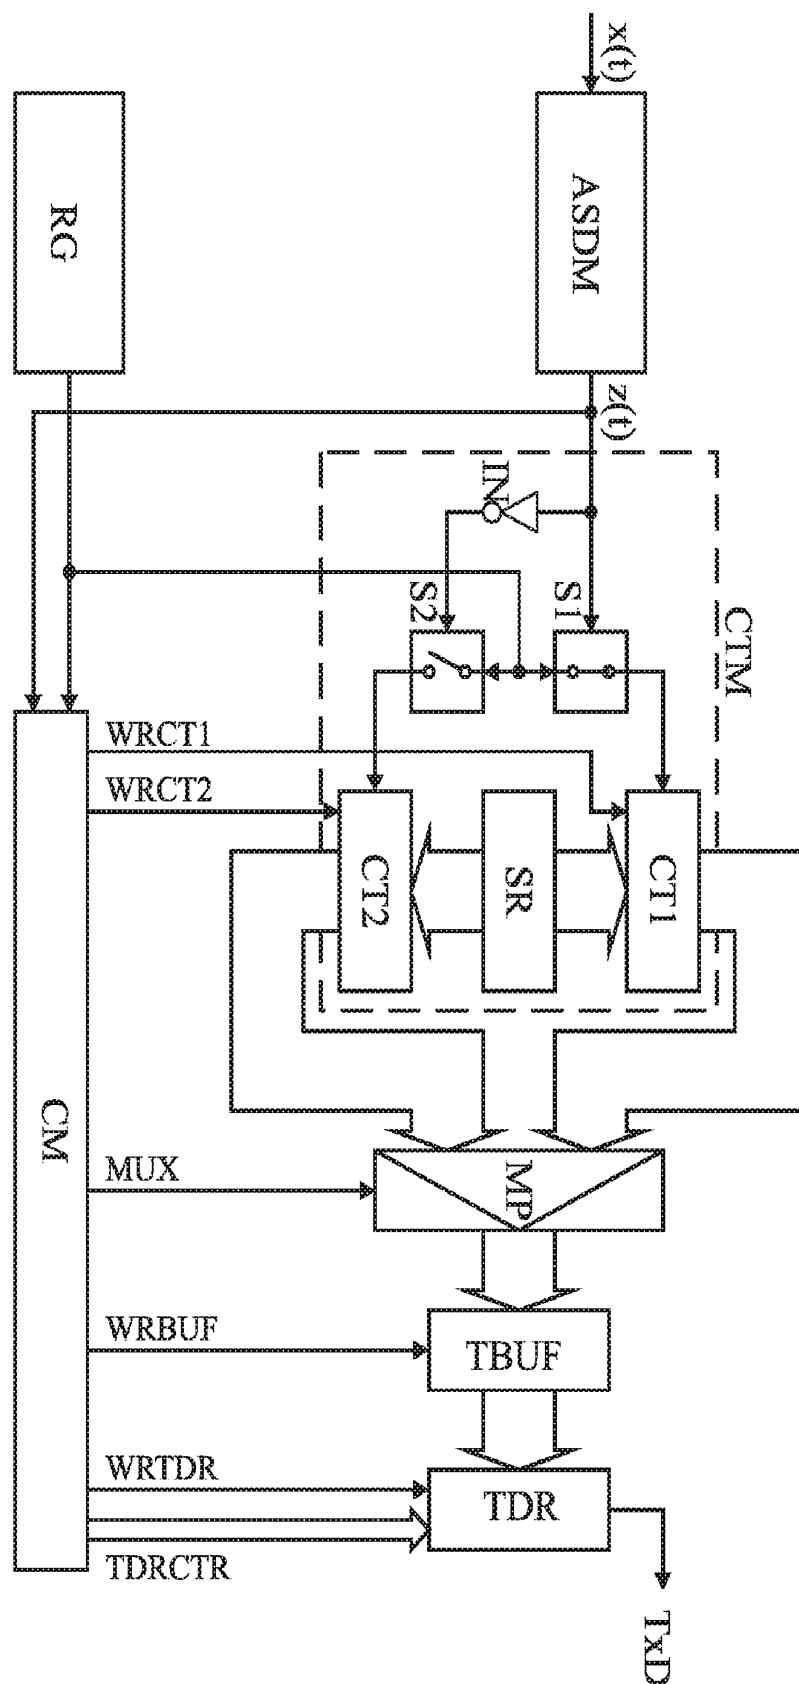 x(t)
RG
ASDM
z(t)
IN
S2
S1
CTM
WRCT1
WRCT2
CT2
SR
CT1
CM
MUX
MP
WRBUF
TBUF
WRTDR
TDR
TDRCTR
TxD